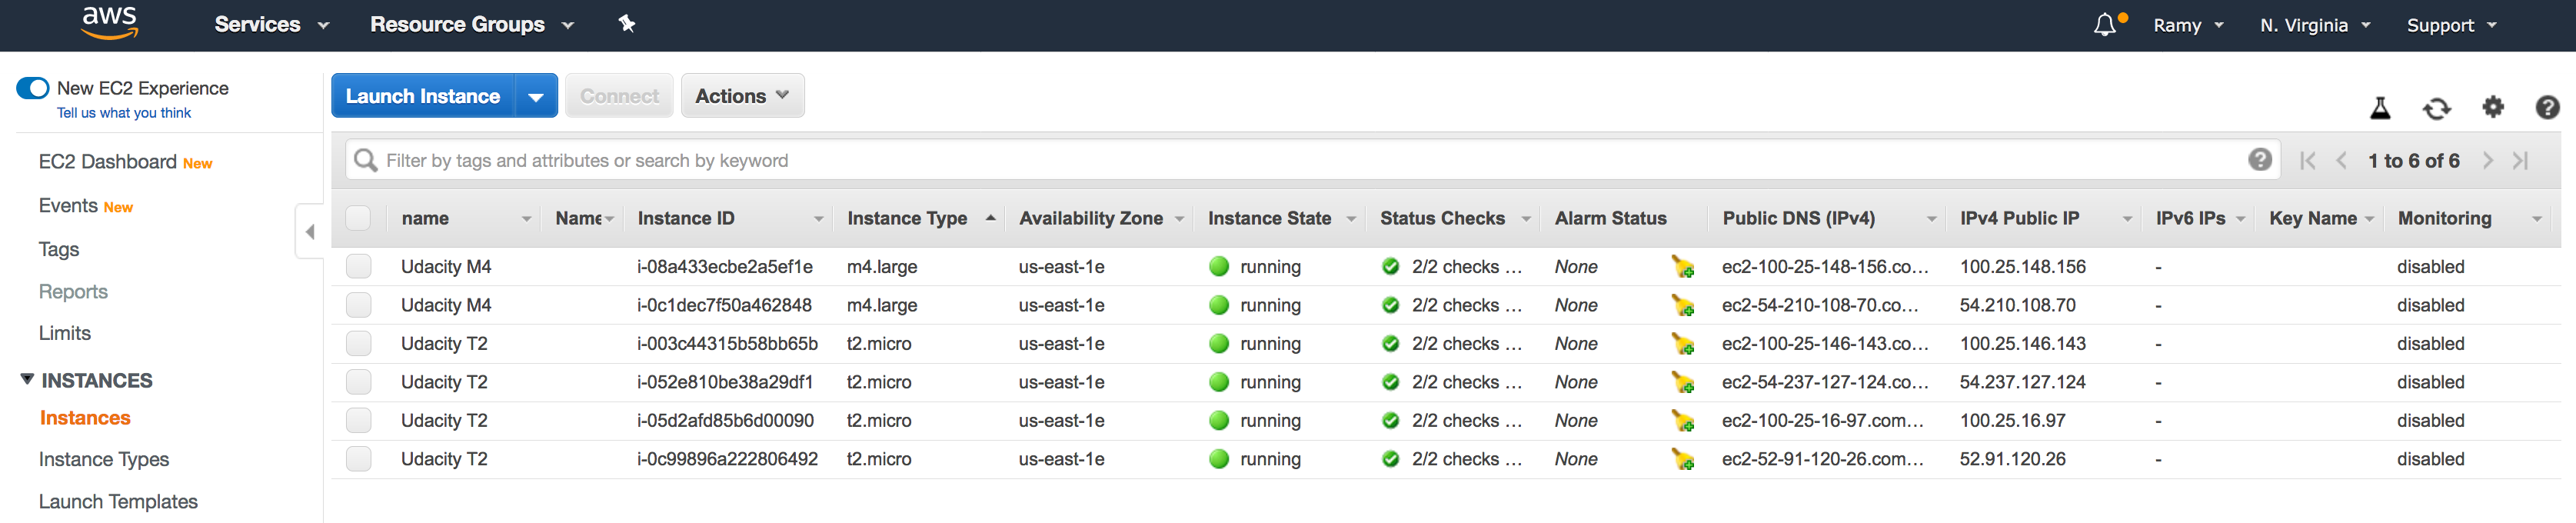 aws Services Resource Groups Ramy N. Virginia Support
New EC2 Experience
Tell us what you think
EC2 Dashboard New
Events New
Tags
Reports
Limits
INSTANCES
Instances
Instance Types
Launch Templates
Launch Instance Connect Actions
Filter by tags and attributes or search by keyword 1 to 6 of 6
name Name Instance ID Instance Type Availability Zone Instance State Status Checks Alarm Status Public DNS (IPv4) IPv4 Public IP IPv6 IPs Key Name Monitoring
Udacity M4 i-08a433ecbe2a5ef1e m4.large us-east-1e running 2/2 checks ... None ec2-100-25-148-156.co... 100.25.148.156 - disabled
Udacity M4 i-0c1dec7f50a462848 m4.large us-east-1e running 2/2 checks ... None ec2-54-210-108-70.co... 54.210.108.70 - disabled
Udacity T2 i-003c44315b58bb65b t2.micro us-east-1e running 2/2 checks ... None ec2-100-25-146-143.co... 100.25.146.143 - disabled
Udacity T2 i-052e810be38a29df1 t2.micro us-east-1e running 2/2 checks ... None ec2-54-237-127-124.co... 54.237.127.124 - disabled
Udacity T2 i-05d2afd85b6d00090 t2.micro us-east-1e running 2/2 checks ... None ec2-100-25-16-97.com... 100.25.16.97 - disabled
Udacity T2 i-0c99896a222806492 t2.micro us-east-1e running 2/2 checks ... None ec2-52-91-120-26.com... 52.91.120.26 - disabled